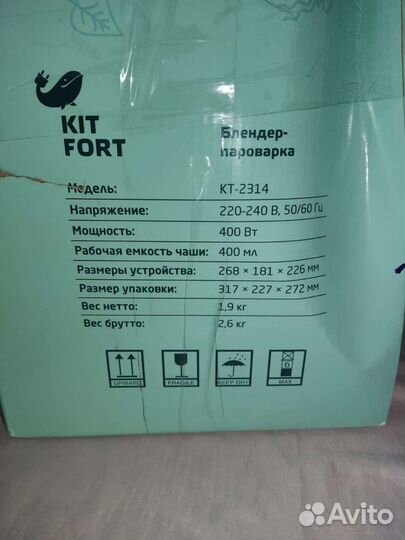 KIT
FORT
Блендер-
пароварка
Модель: КТ-2314
Напряжение: 220-240 В, 50/60 Гц
Мощность: 400 Вт
Рабочая емкость чаши: 400 мл
Размеры устройства: 268 × 181 × 226 мм
Размер упаковки: 317 × 227 × 272 мм
Вес нетто: 1,9 кг
Вес брутто: 2,6 кг
6
UPWARD FRAGILE KEEP DRY MAX
Avito